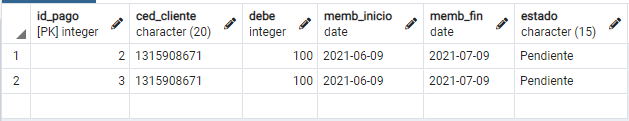 id_pago ced_cliente debe memb_inicio memb_fin estado
[PK] integer character (20) integer date date character (15)
1 2 1315908671 100 2021-06-09 2021-07-09 Pendiente
2 3 1315908671 100 2021-06-09 2021-07-09 Pendiente